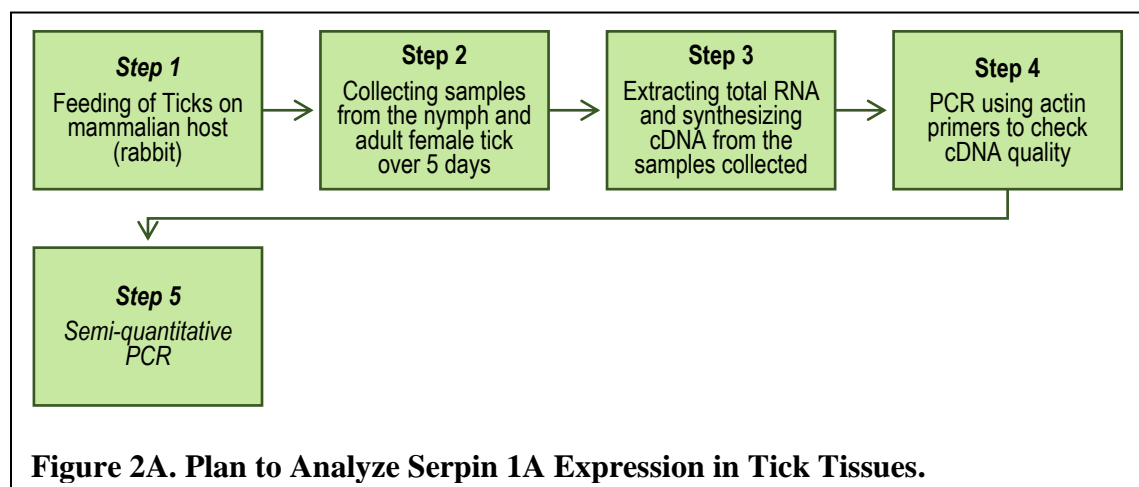 Step 1
Feeding of Ticks on
mammalian host
(rabbit)
Step 2
Collecting samples
from the nymph and
adult female tick
over 5 days
Step 3
Extracting total RNA
and synthesizing
cDNA from the
samples collected
Step 4
PCR using actin
primers to check
cDNA quality
Step 5
Semi-quantitative
PCR
Figure 2A. Plan to Analyze Serpin 1A Expression in Tick Tissues.